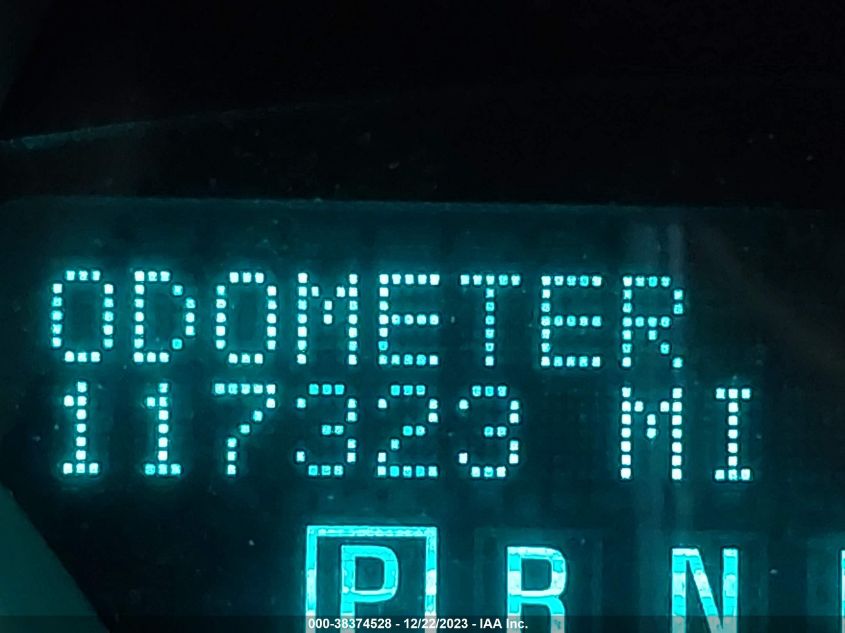 ODOMETER
117323 MI
P R N
000-38374528 - 12/22/2023 - IAA Inc.